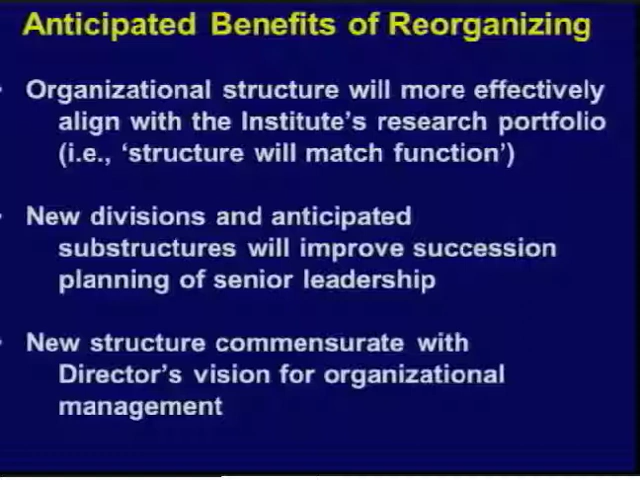 Anticipated Benefits of Reorganizing
• Organizational structure will more effectively
align with the Institute's research portfolio
(i.e., ‘structure will match function’)
• New divisions and anticipated
substructures will improve succession
planning of senior leadership
• New structure commensurate with
Director's vision for organizational
management